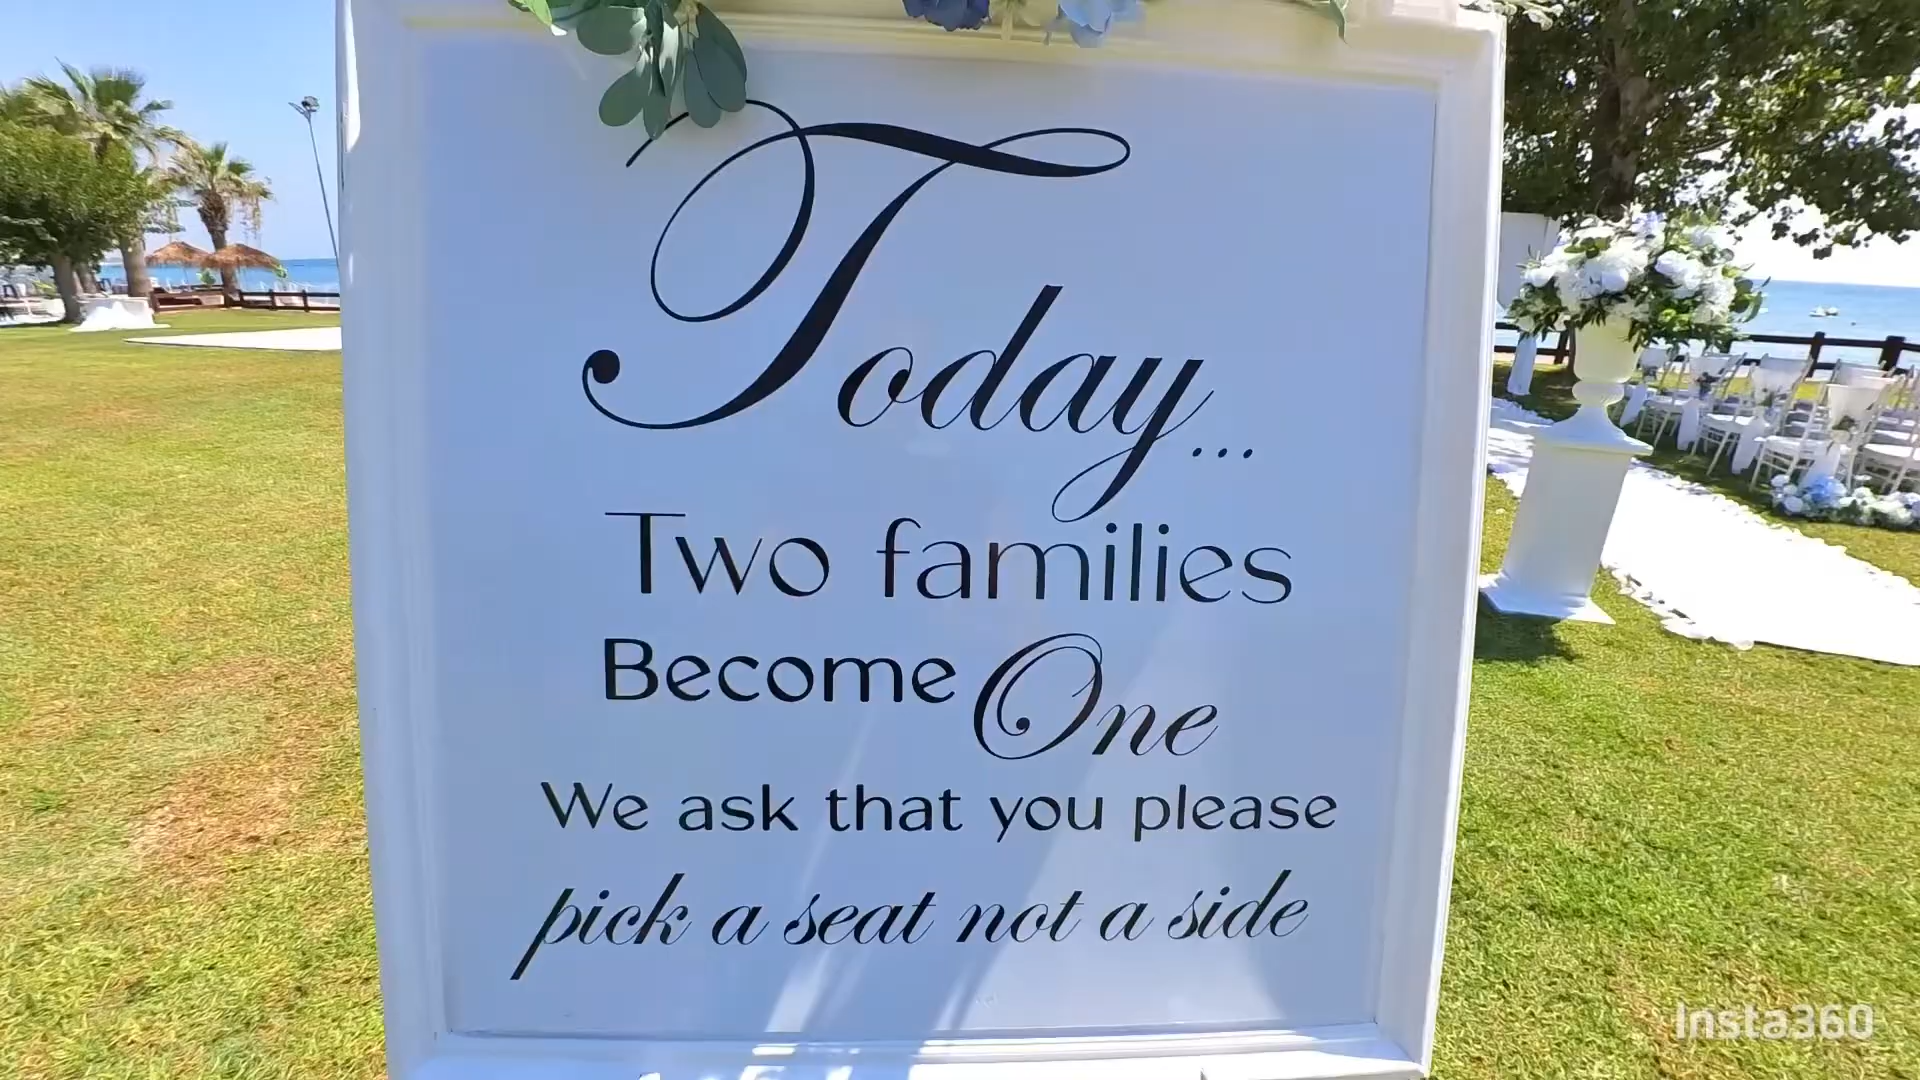 Today...
Two families
Become One
We ask that you please
pick a seat not a side
Insta360